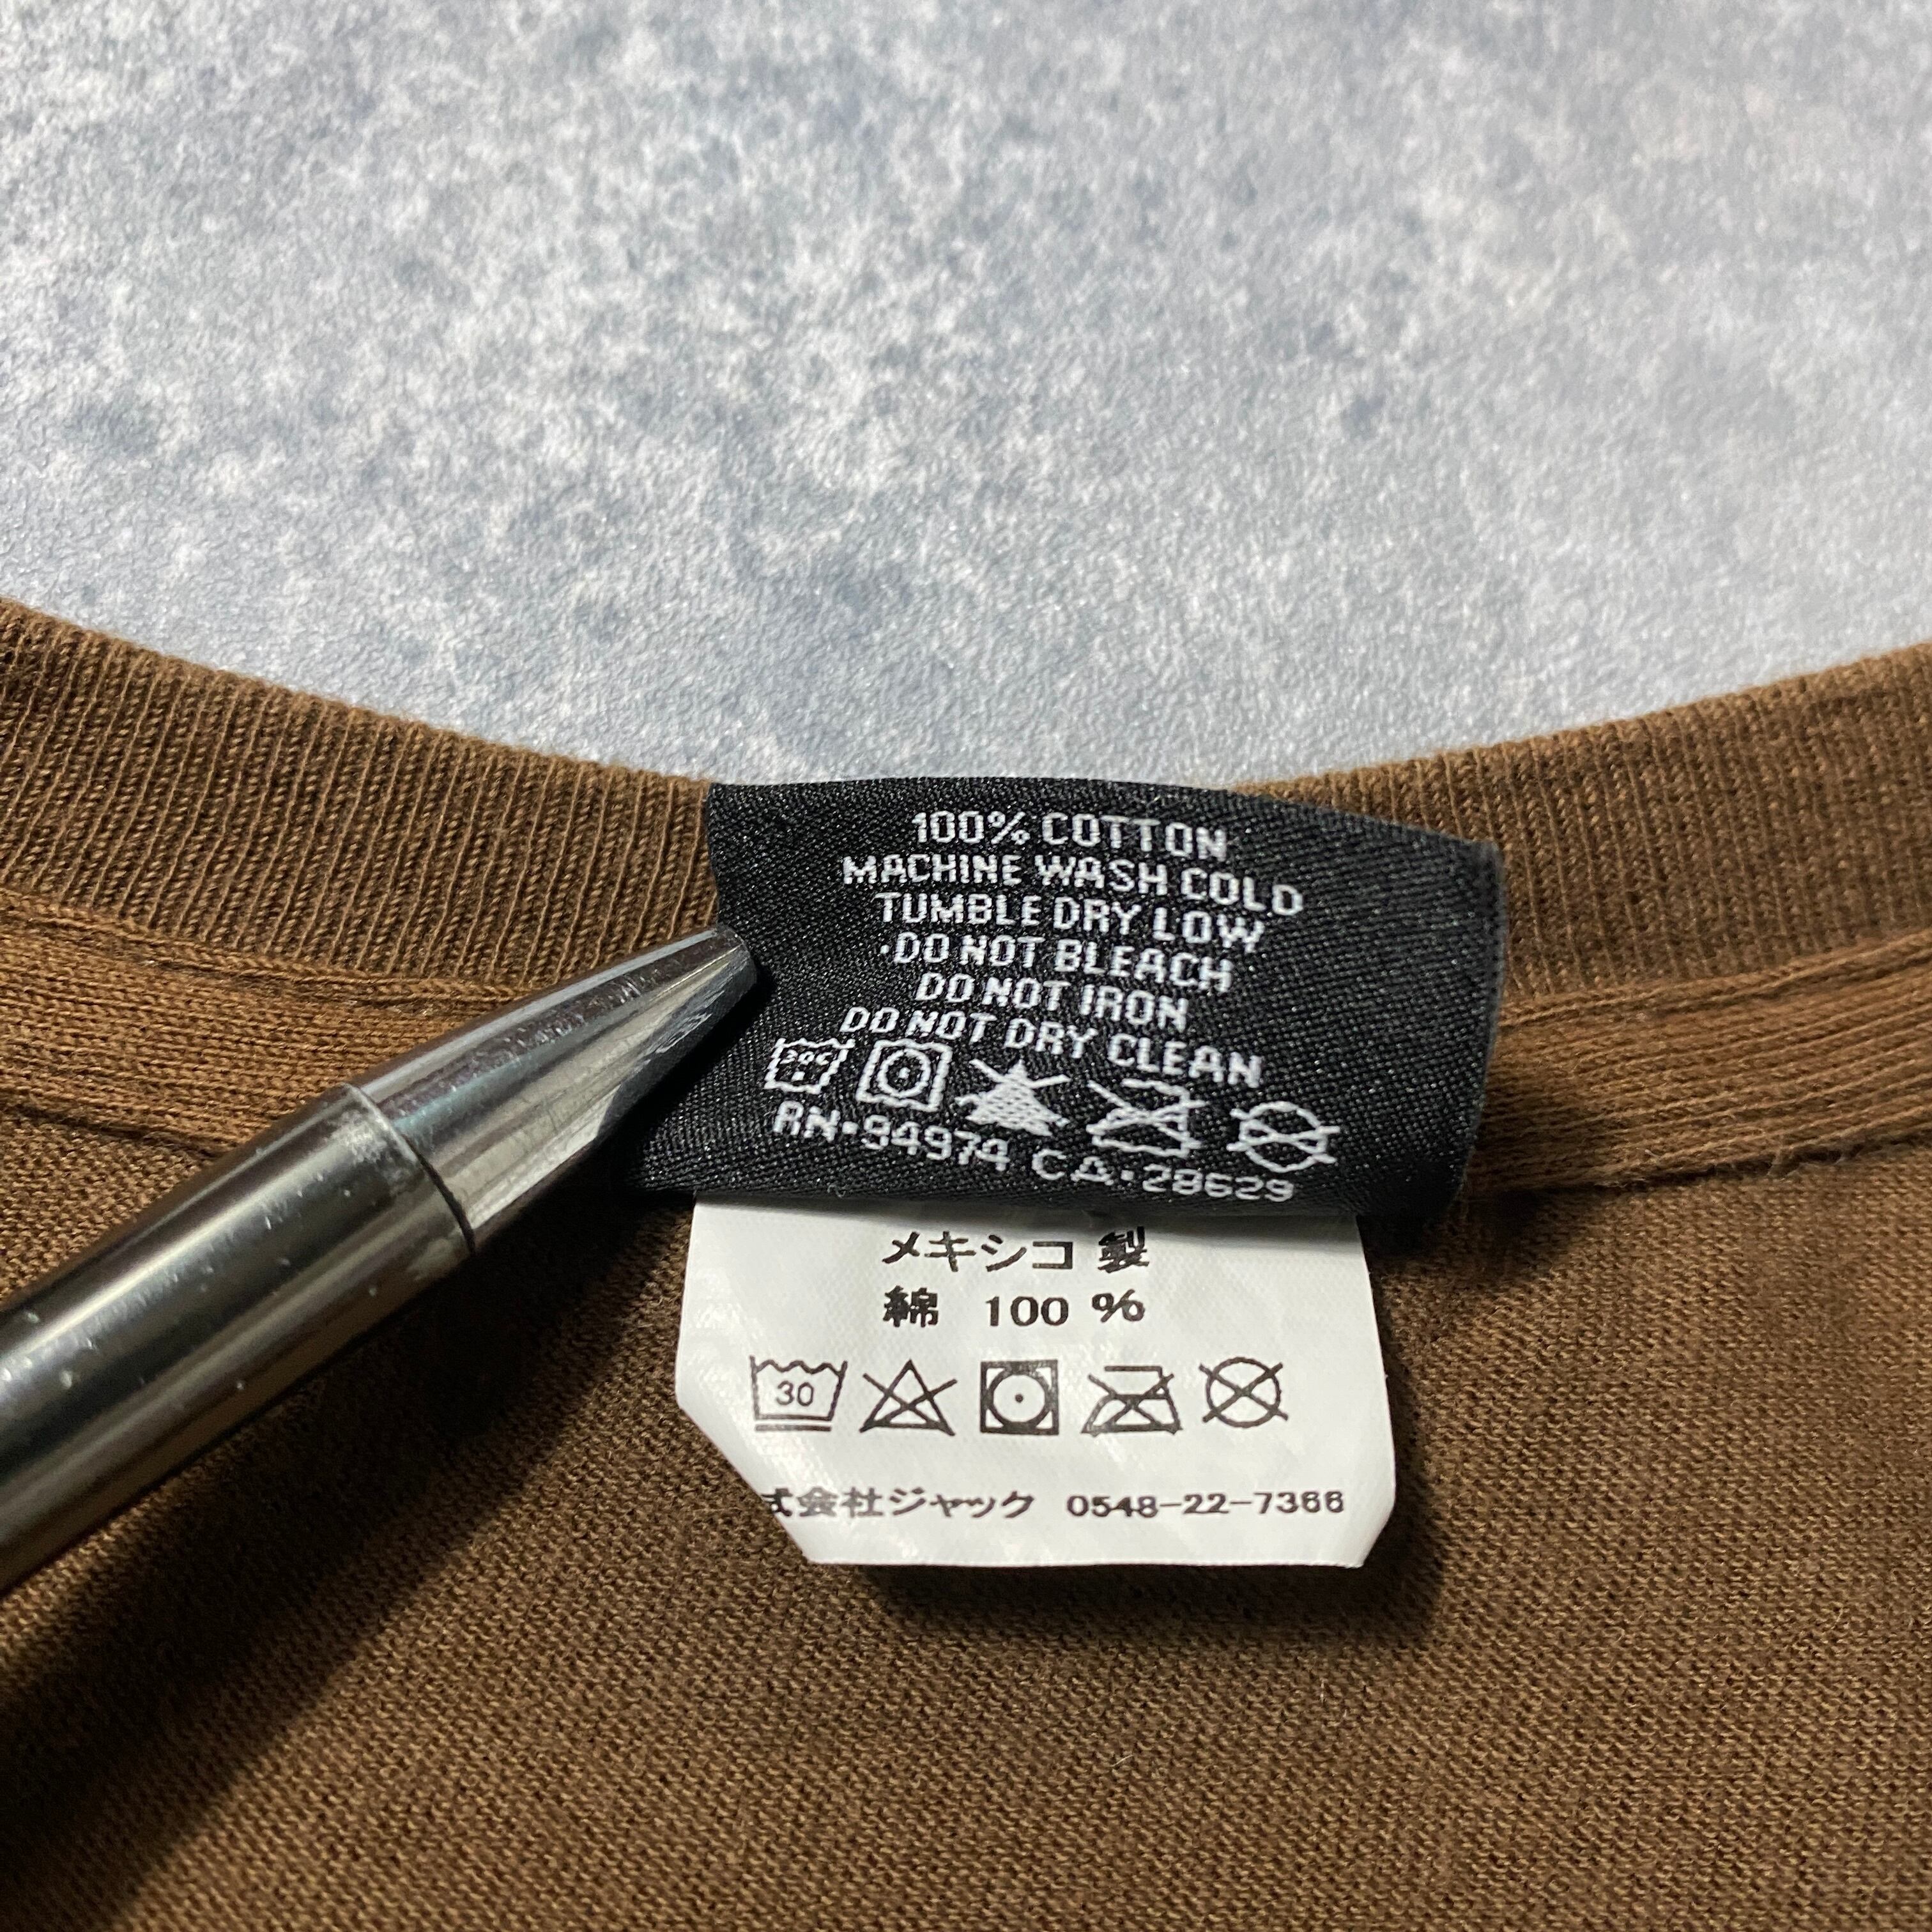 100% COTTON
MACHINE WASH COLD
TUMBLE DRY LOW
·DO NOT BLEACH
DO NOT IRON
DO NOT DRY CLEAN
30C
RN·94974 CA·28629
メキシコ 製
綿 100 %
30
式会社ジャック 0548-22-7366